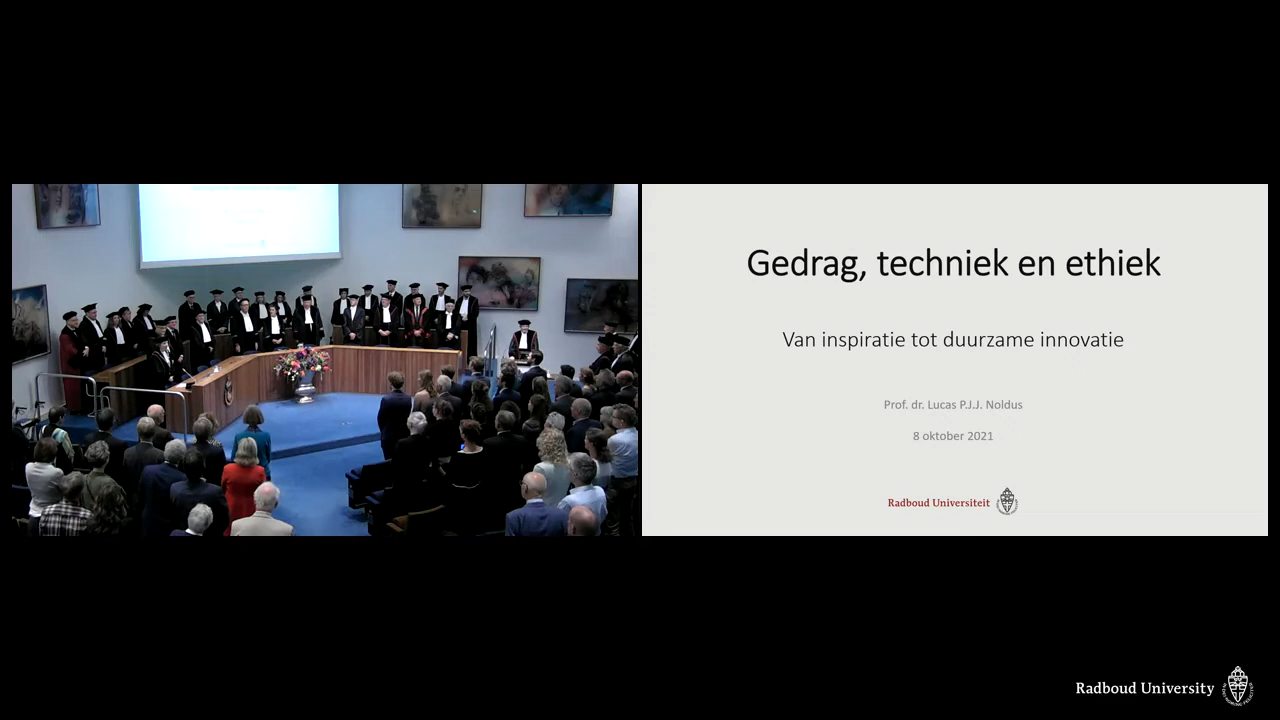 Gedrag, techniek en ethiek
Van inspiratie tot duurzame innovatie
Prof. dr. Lucas P.J.J. Noldus
8 oktober 2021
Radboud Universiteit
Radboud University